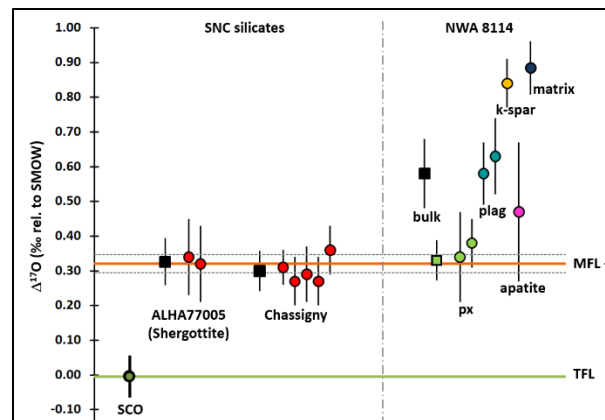 SNC silicates
NWA 8114
1.00
0.90
0.80
0.70
0.60
0.50
0.40
0.30
0.20
0.10
0.00
-0.10
Δ¹⁷O (‰ rel. to SMOW)
matrix
k-spar
plag
bulk
MFL
apatite
px
ALHA77005
(Shergottite)
Chassigny
TFL
SCO